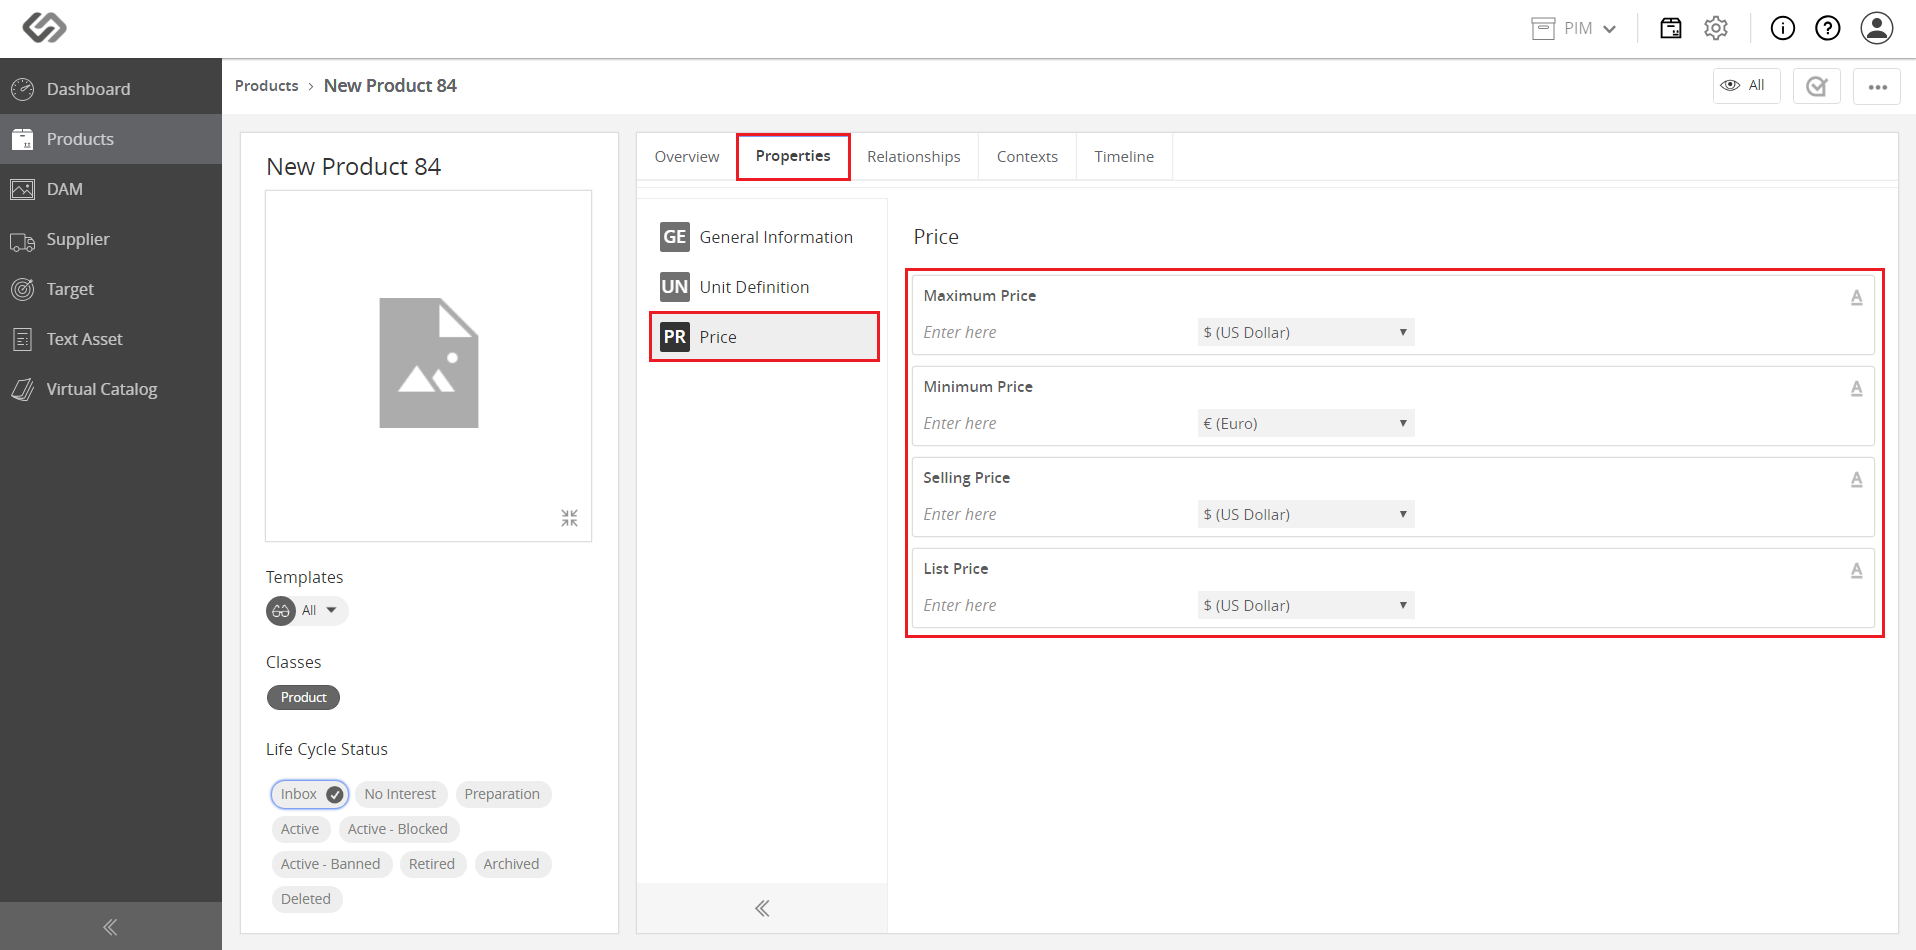 PIM
Dashboard
Products
DAM
Supplier
Target
Text Asset
Virtual Catalog
Products › New Product 84
All
New Product 84
Templates
All
Classes
Product
Life Cycle Status
Inbox No Interest Preparation
Active Active - Blocked
Active - Banned Retired Archived
Deleted
Overview Properties Relationships Contexts Timeline
GE General Information
UN Unit Definition
PR Price
Price
Maximum Price A
Enter here $ (US Dollar)
Minimum Price A
Enter here € (Euro)
Selling Price A
Enter here $ (US Dollar)
List Price A
Enter here $ (US Dollar)